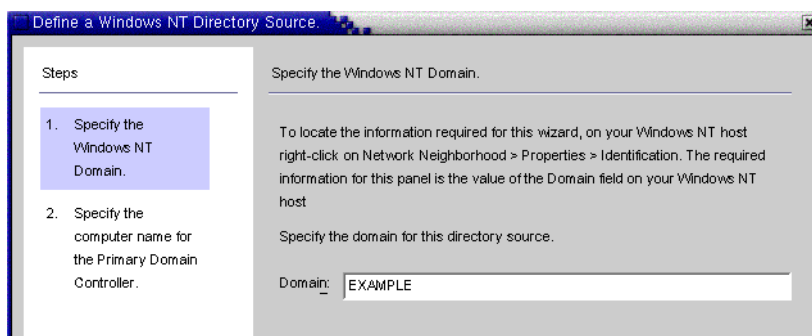 Define a Windows NT Directory Source.
Steps
1. Specify the
Windows NT
Domain.
2. Specify the
computer name for
the Primary Domain
Controller.
Specify the Windows NT Domain.
To locate the information required for this wizard, on your Windows NT host
right-click on Network Neighborhood > Properties > Identification. The required
information for this panel is the value of the Domain field on your Windows NT
host
Specify the domain for this directory source.
Domain: EXAMPLE